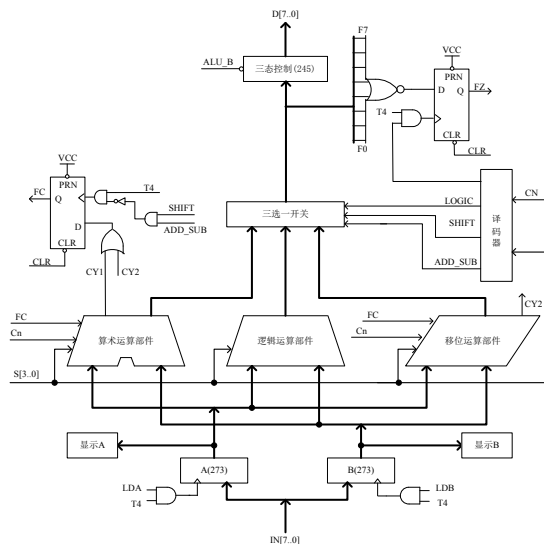 D[7..0]
ALU_B
三态控制(245)
F7
F0
VCC
PRN
D
Q
FZ
CLR
CLR
T4
VCC
PRN
FC
Q
D
CLR
CLR
T4
SHIFT
ADD_SUB
CY1
CY2
三选一开关
LOGIC
SHIFT
ADD_SUB
译码器
CN
CY2
FC
Cn
算术运算部件
逻辑运算部件
FC
Cn
移位运算部件
S[3..0]
显示A
显示B
A(273)
B(273)
LDA
T4
LDB
T4
IN[7..0]